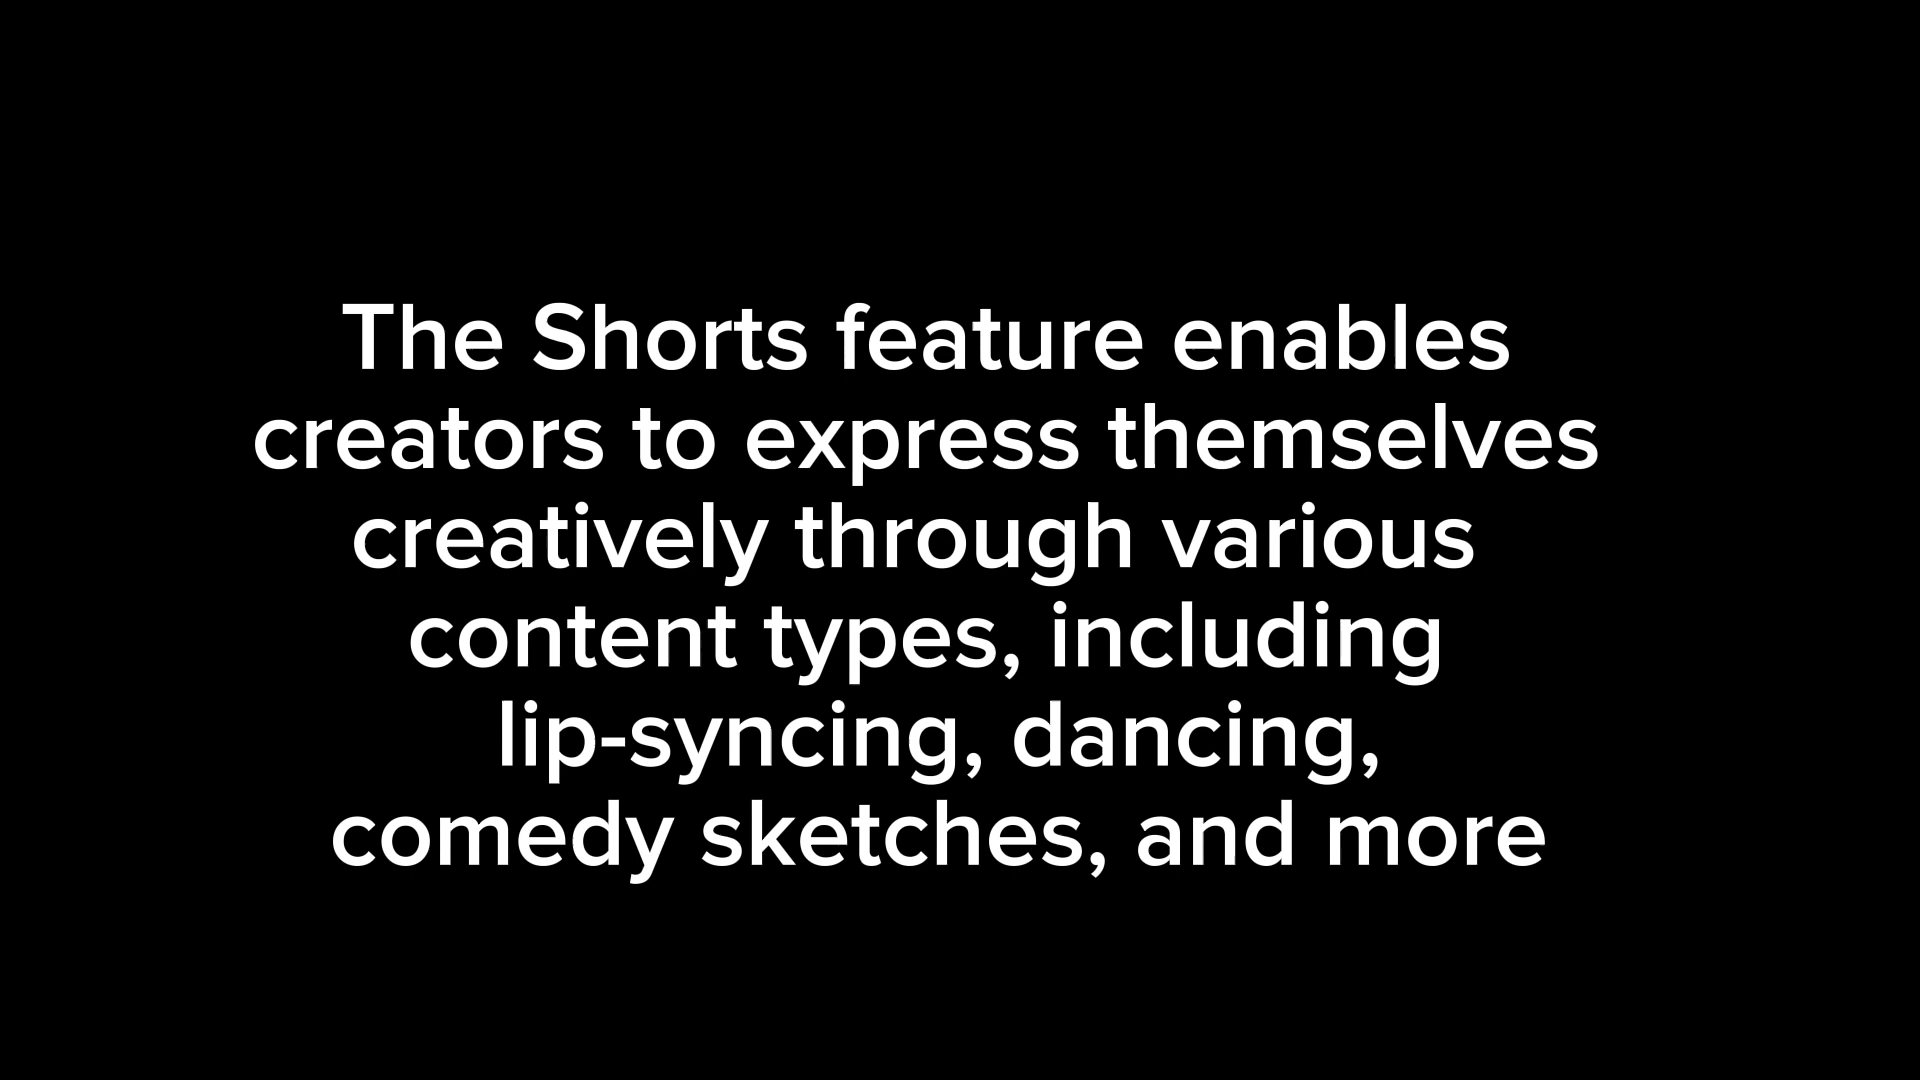 The Shorts feature enables
creators to express themselves
creatively through various
content types, including
lip-syncing, dancing,
comedy sketches, and more